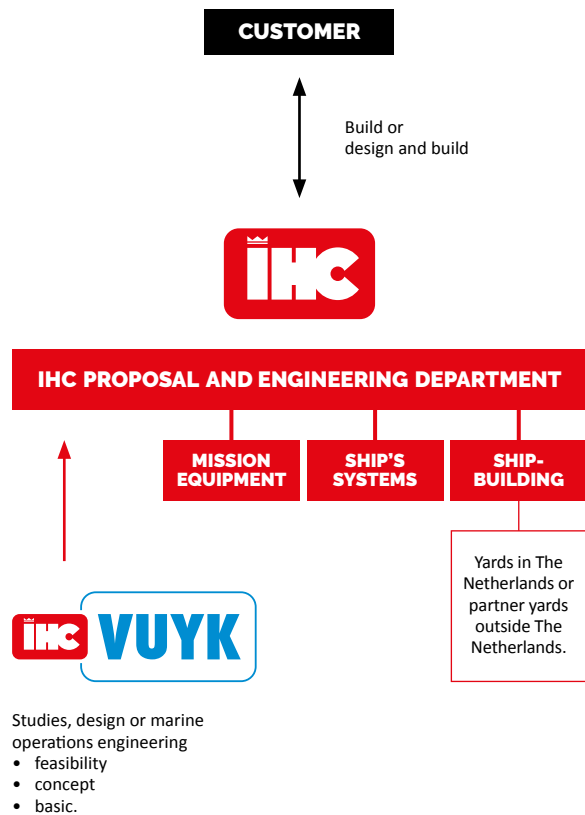 CUSTOMER
Build or
design and build
IHC
IHC PROPOSAL AND ENGINEERING DEPARTMENT
MISSION
EQUIPMENT
SHIP'S
SYSTEMS
SHIP-
BUILDING
Yards in The
Netherlands or
partner yards
outside The
Netherlands.
IHC VUYK
Studies, design or marine
operations engineering
• feasibility
• concept
• basic.